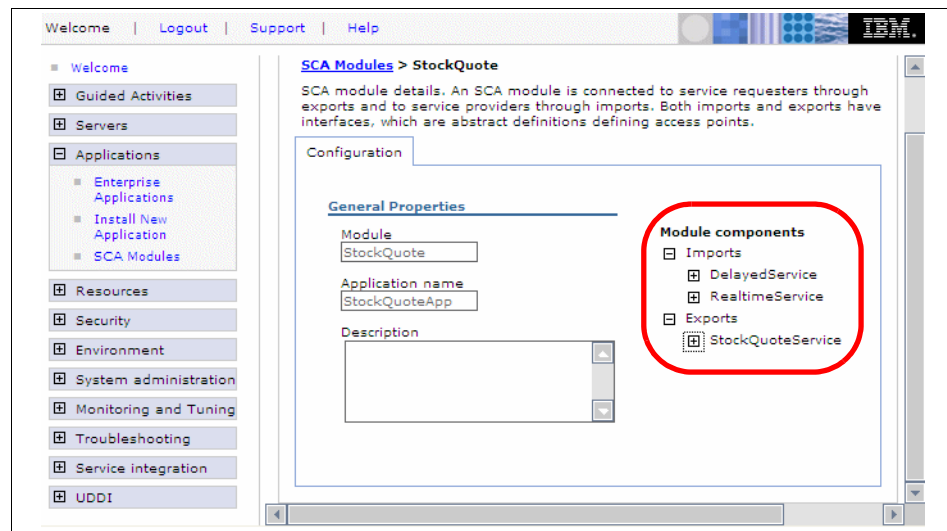 Welcome | Logout | Support | Help
IBM.
Welcome
Guided Activities
Servers
Applications
Enterprise
Applications
Install New
Application
SCA Modules
Resources
Security
Environment
System administration
Monitoring and Tuning
Troubleshooting
Service integration
UDDI
SCA Modules > StockQuote
SCA module details. An SCA module is connected to service requesters through
exports and to service providers through imports. Both imports and exports have
interfaces, which are abstract definitions defining access points.
Configuration
General Properties
Module
StockQuote
Application name
StockQuoteApp
Description
Module components
Imports
DelayedService
RealtimeService
Exports
StockQuoteService